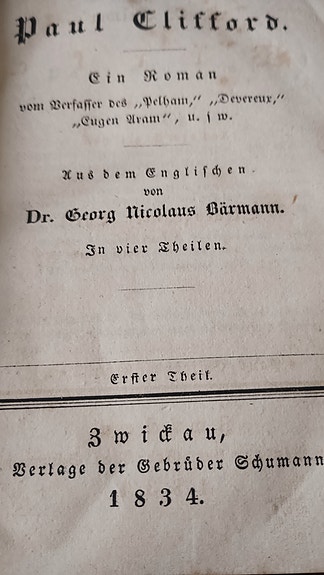 Paul Clifford.
Ein Roman
vom Verfasser des „Pelham,“ „Devereux,“
„Eugen Aram“, u. s w.
Aus dem Englischen
von
Dr. Georg Nicolaus Bärmann.
In vier Theilen.
Erster Theil.
Zwickau,
Verlage der Gebrüder Schumann
1834.